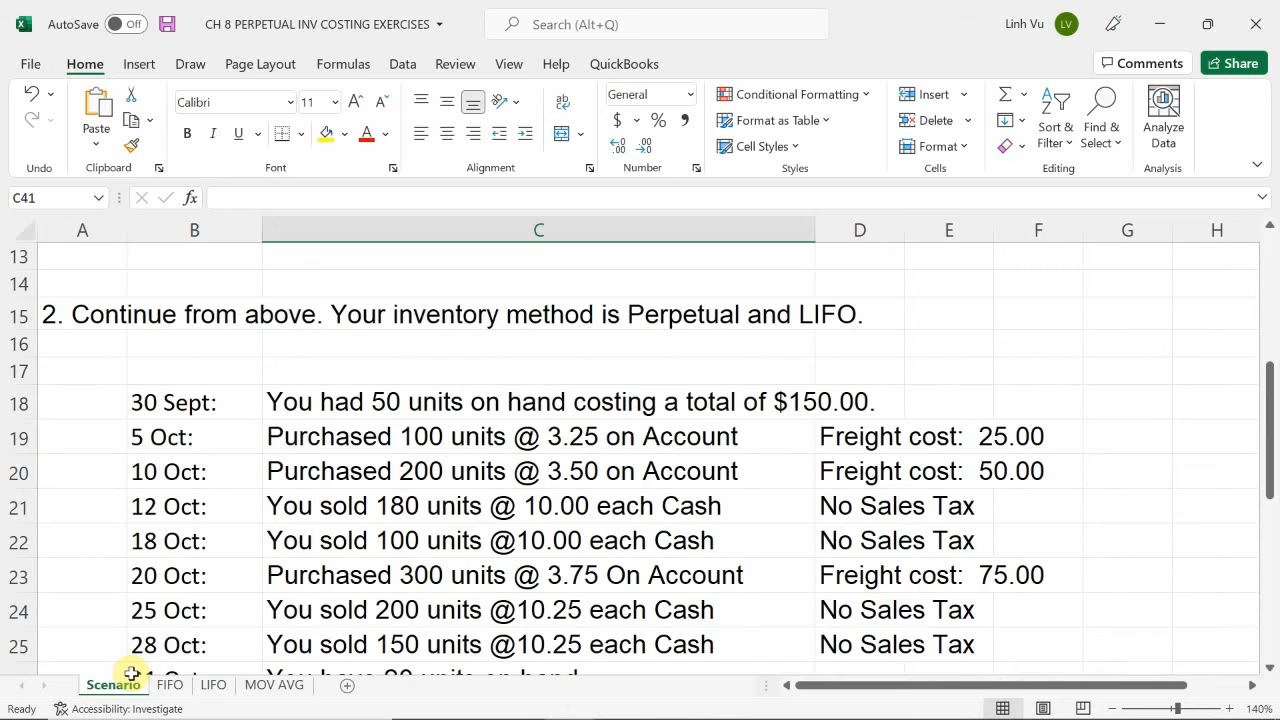 AutoSave Off CH 8 PERPETUAL INV COSTING EXERCISES Search (Alt+Q) Linh Vu LV
File Home Insert Draw Page Layout Formulas Data Review View Help QuickBooks Comments Share
Calibri 11 General Conditional Formatting Insert
Paste B I U $ % Format as Table Delete Sort & Filter Find & Select Analyze Data
Cell Styles Format
Undo Clipboard Font Alignment Number Styles Cells Editing Analysis
C41 fx
A B C D E F G H
13
14
15 2. Continue from above. Your inventory method is Perpetual and LIFO.
16
17
18 30 Sept: You had 50 units on hand costing a total of $150.00.
19 5 Oct: Purchased 100 units @ 3.25 on Account Freight cost: 25.00
20 10 Oct: Purchased 200 units @ 3.50 on Account Freight cost: 50.00
21 12 Oct: You sold 180 units @ 10.00 each Cash No Sales Tax
22 18 Oct: You sold 100 units @10.00 each Cash No Sales Tax
23 20 Oct: Purchased 300 units @ 3.75 On Account Freight cost: 75.00
24 25 Oct: You sold 200 units @10.25 each Cash No Sales Tax
25 28 Oct: You sold 150 units @10.25 each Cash No Sales Tax
Scenario FIFO LIFO MOV AVG
Ready Accessibility: Investigate 140%